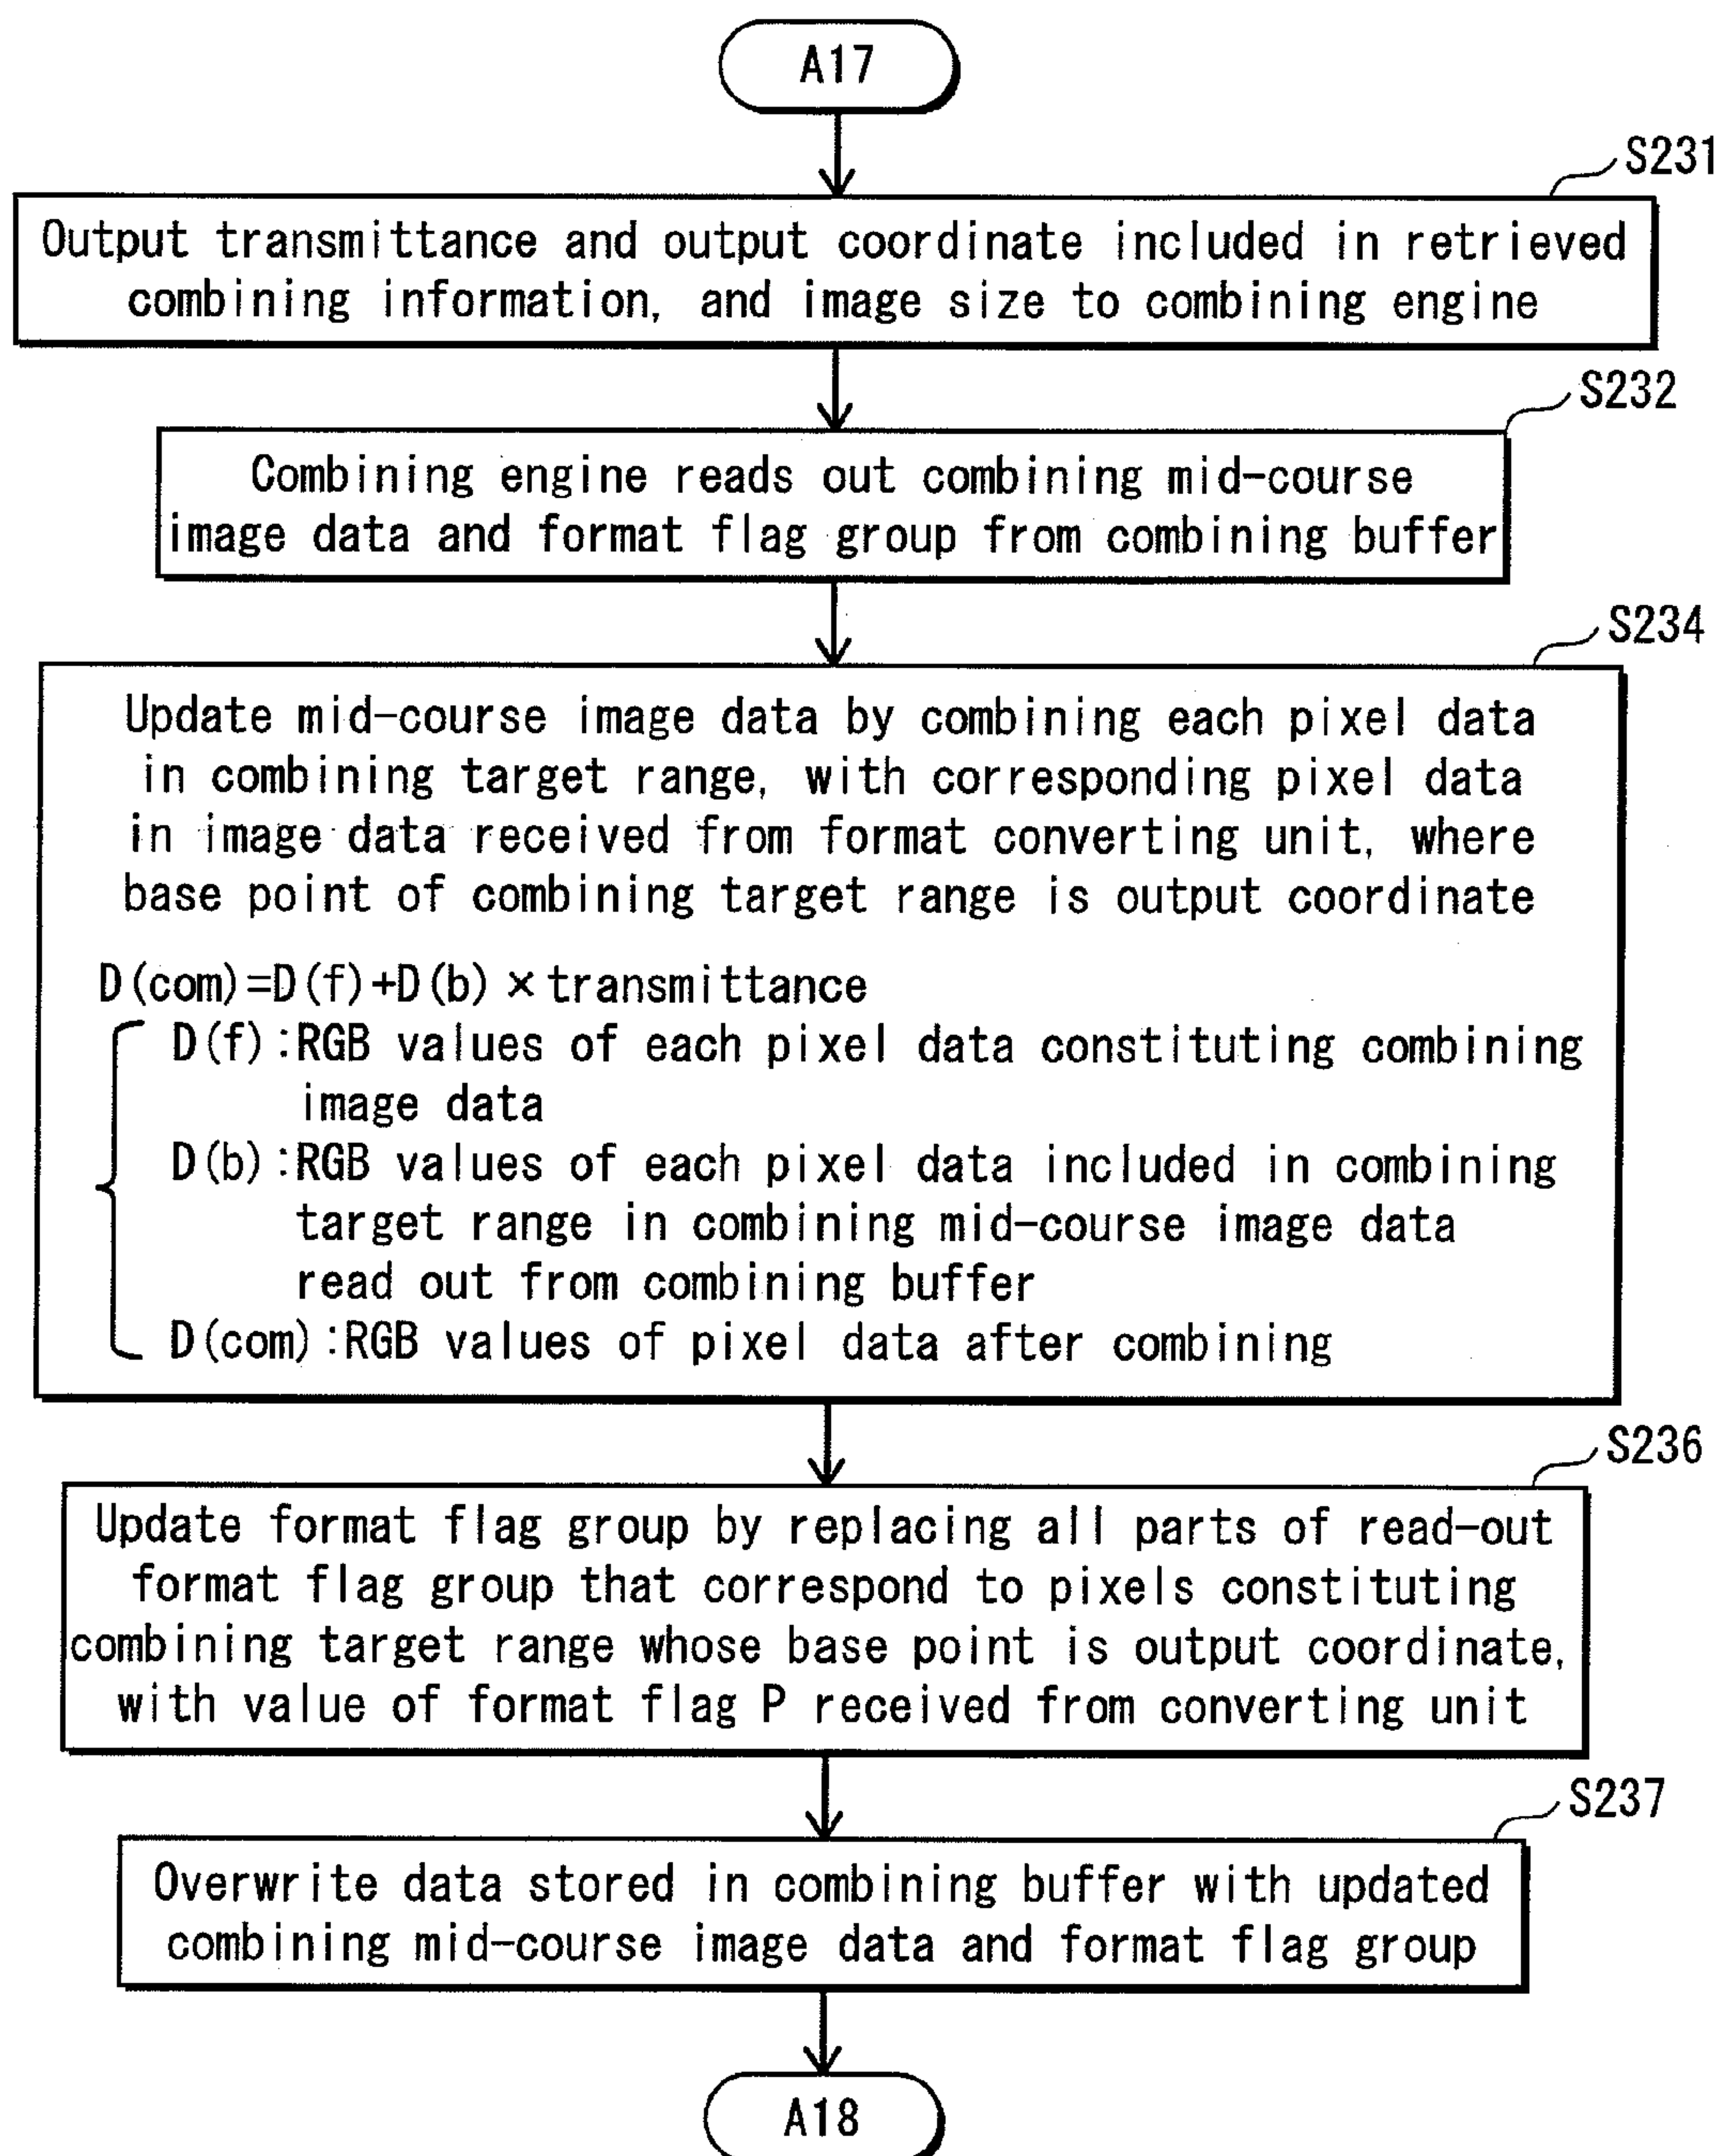 A17
S231
Output transmittance and output coordinate included in retrieved
combining information, and image size to combining engine
S232
Combining engine reads out combining mid-course
image data and format flag group from combining buffer
S234
Update mid-course image data by combining each pixel data
in combining target range, with corresponding pixel data
in image data received from format converting unit, where
base point of combining target range is output coordinate
D(com)=D(f)+D(b)×transmittance
D(f):RGB values of each pixel data constituting combining
image data
D(b):RGB values of each pixel data included in combining
target range in combining mid-course image data
read out from combining buffer
D(com):RGB values of pixel data after combining
S236
Update format flag group by replacing all parts of read-out
format flag group that correspond to pixels constituting
combining target range whose base point is output coordinate,
with value of format flag P received from converting unit
S237
Overwrite data stored in combining buffer with updated
combining mid-course image data and format flag group
A18